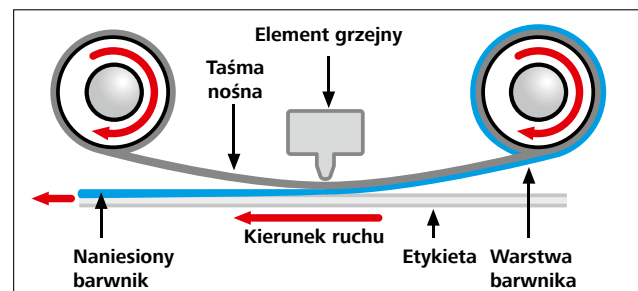 Element grzejny
Taśma
nośna
Kierunek ruchu
Naniesiony
barwnik
Etykieta
Warstwa
barwnika